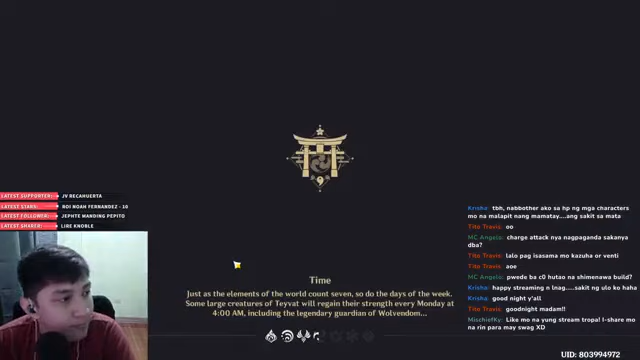 LATEST SUPPORTER: JV RECAHUERTA
LATEST STARS: ROI NOAH FERNANDEZ - 10
LATEST FOLLOWER: JEPHTE MANDING PEPITO
LATEST SHARER: LIRE KNOBLE
Time
Just as the elements of the world count seven, so do the days of the week.
Some large creatures of Teyvat will regain their strength every Monday at
4:00 AM, including the legendary guardian of Wolvendom...
Krisha: tbh, nabbother ako sa hp ng mga characters
mo na malapit nang mamatay....ang sakit sa mata
Tito Travis: oo
MC Angelo: charge attack nya nagpaganda sakanya
dba?
Tito Travis: lalo pag isasama mo kazuha or venti
Tito Travis: aoe
MC Angelo: pwede ba c0 hutao na shimenawa build?
Krisha: happy streaming n lnag....sakit ng ulo ko haha
Krisha: good night y'all
Tito Travis: goodnight madam!!
MischiefKy: Like mo na yung stream tropa! I-share mo
na rin para may swag XD
UID: 803994972